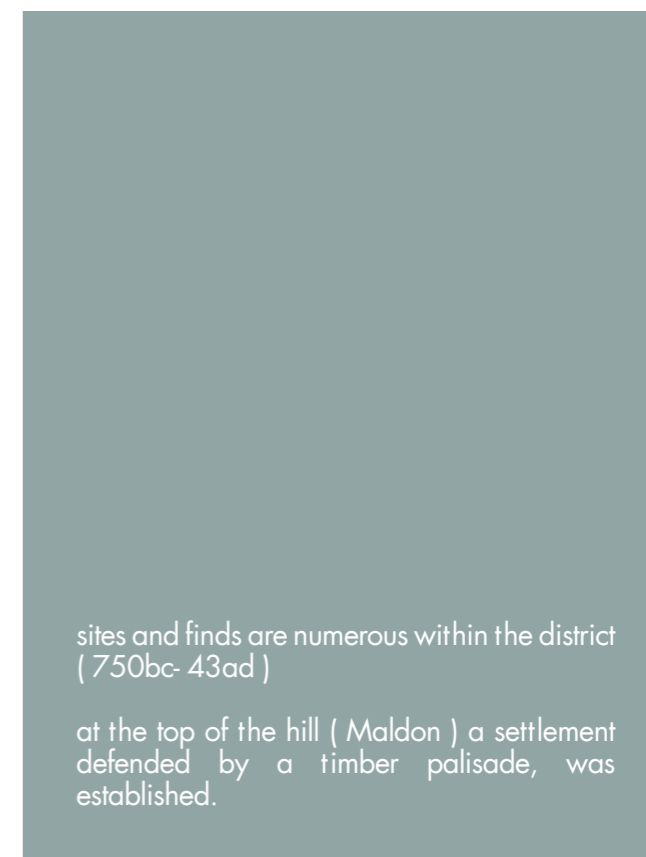 sites and finds are numerous within the district
( 750bc- 43ad )
at the top of the hill ( Maldon ) a settlement
defended by a timber palisade, was
established.